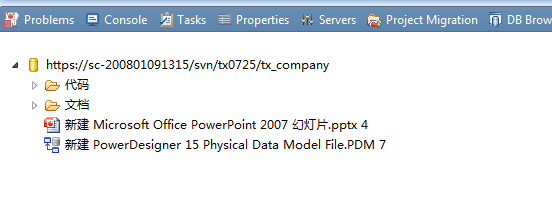 Problems Console Tasks Properties Servers Project Migration DB Brow
https://sc-200801091315/svn/tx0725/tx_company
代码
文档
新建 Microsoft Office PowerPoint 2007 幻灯片.pptx 4
新建 PowerDesigner 15 Physical Data Model File.PDM 7